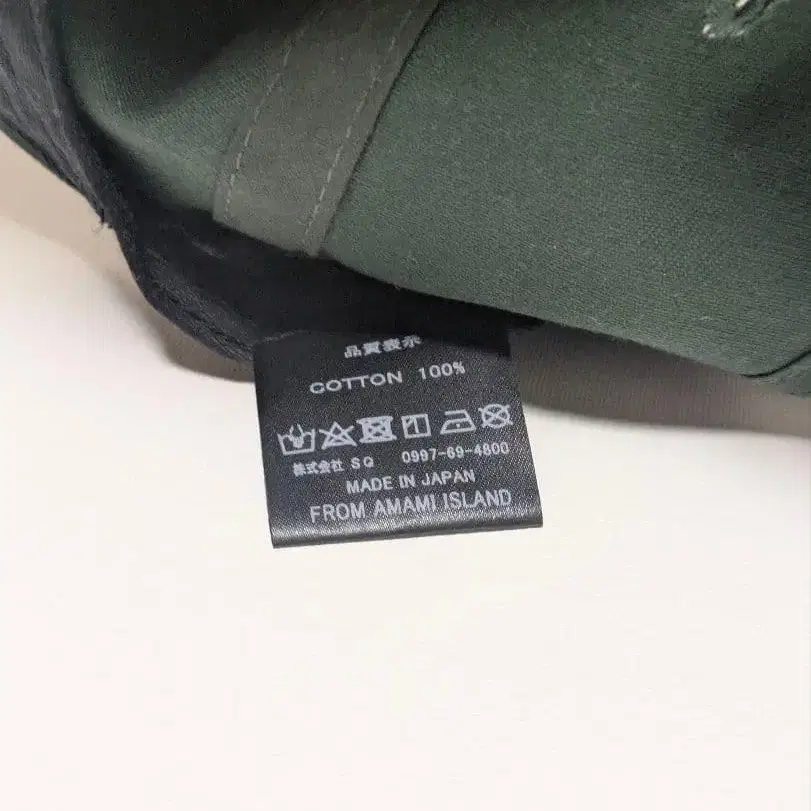 品質表示
COTTON 100%
株式会社 SQ 0997-69-4800
MADE IN JAPAN
FROM AMAMI ISLAND